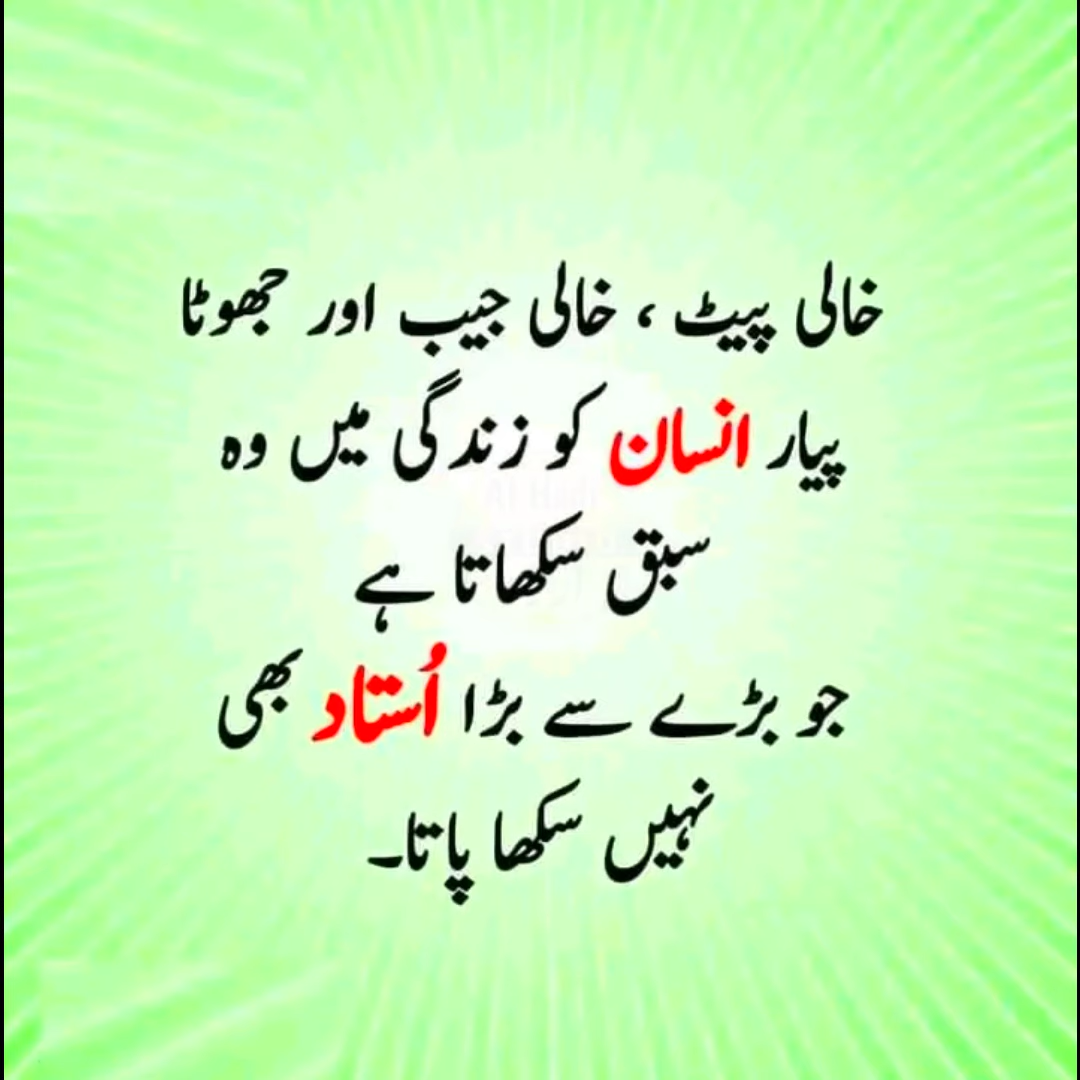 خالی پیٹ ، خالی جیب اور جھوٹا
پیار انسان کو زندگی میں وہ
سبق سکھاتا ہے
جو بڑے سے بڑا اُستاد بھی
نہیں سکھا پاتا۔